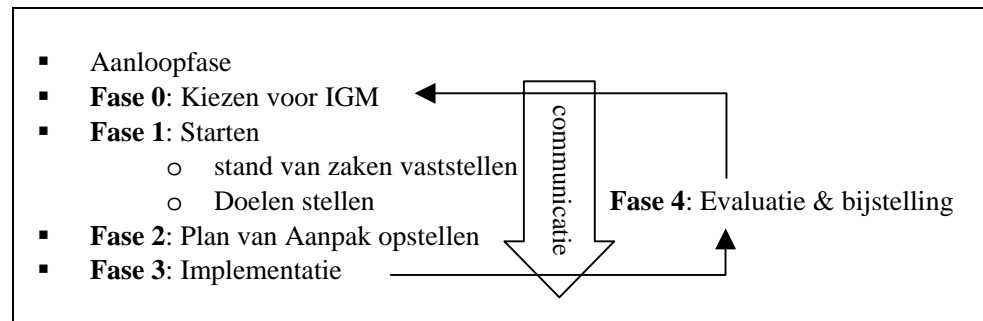 ▪ Aanloopfase
▪ Fase 0: Kiezen voor IGM
▪ Fase 1: Starten
o stand van zaken vaststellen
o Doelen stellen
▪ Fase 2: Plan van Aanpak opstellen
▪ Fase 3: Implementatie
communicatie
Fase 4: Evaluatie & bijstelling